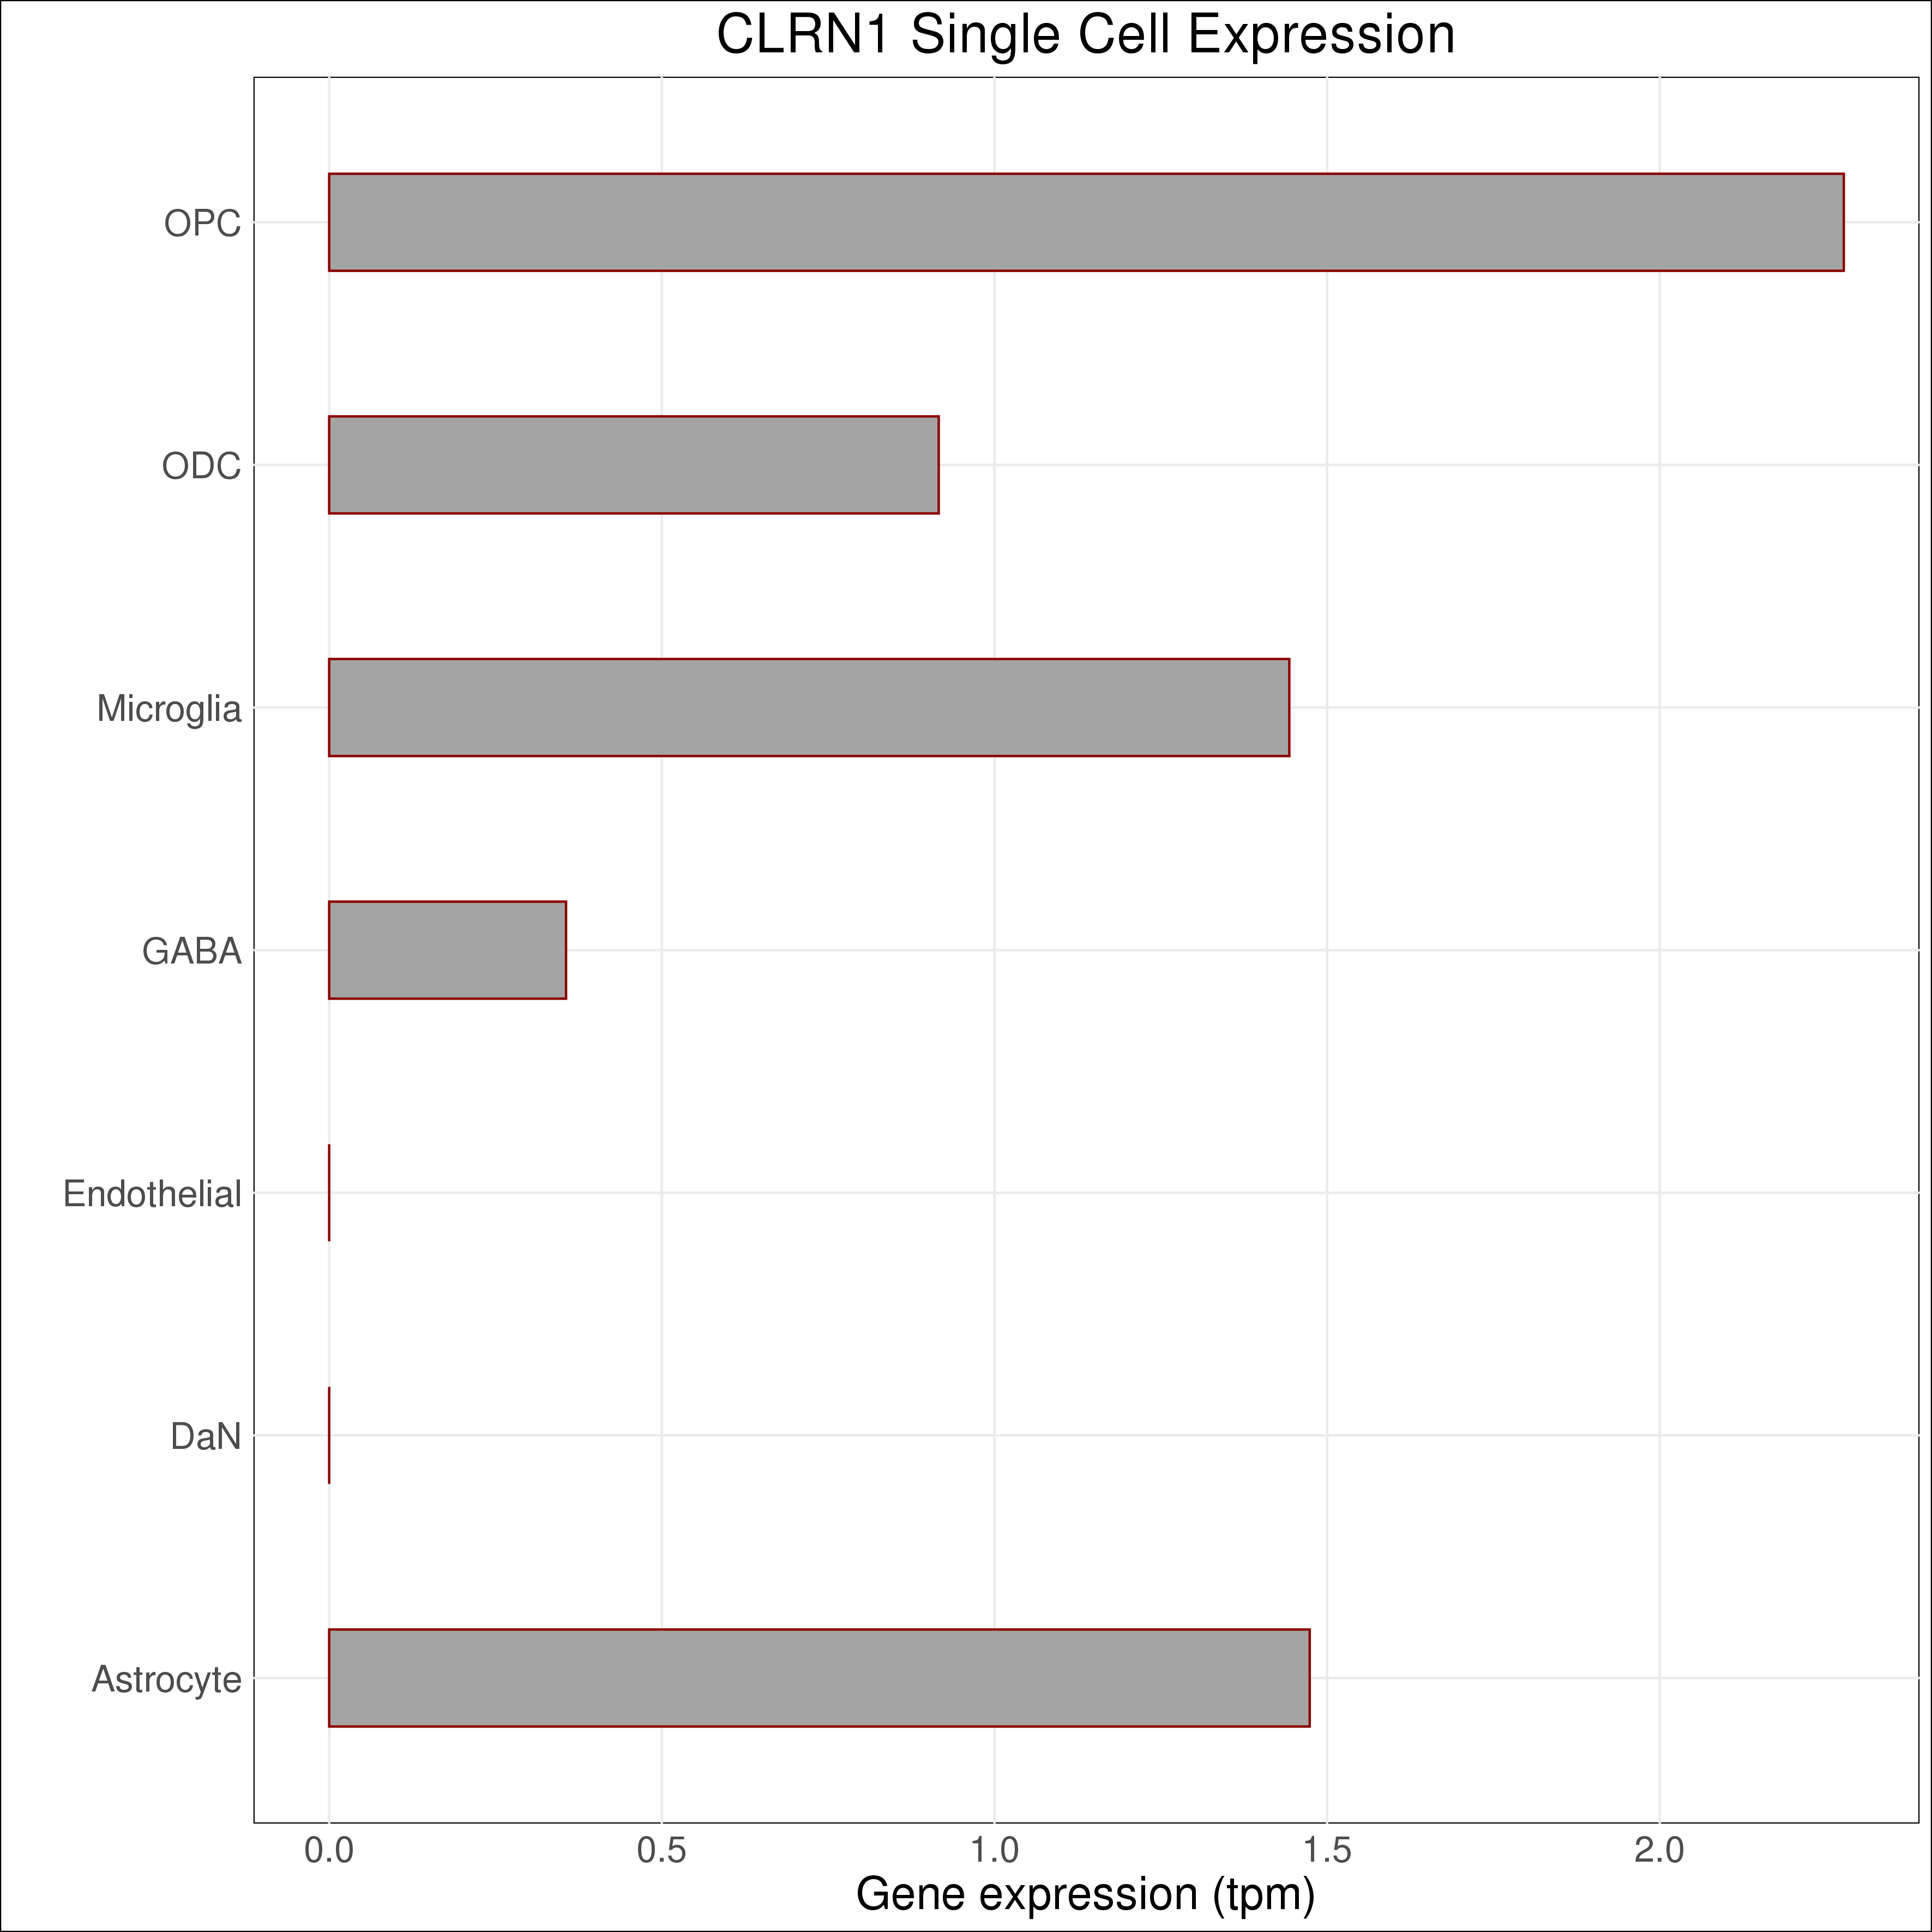 CLRN1 Single Cell Expression
OPC
ODC
Microglia
GABA
Endothelial
DaN
Astrocyte
0.0 0.5 1.0 1.5 2.0
Gene expression (tpm)